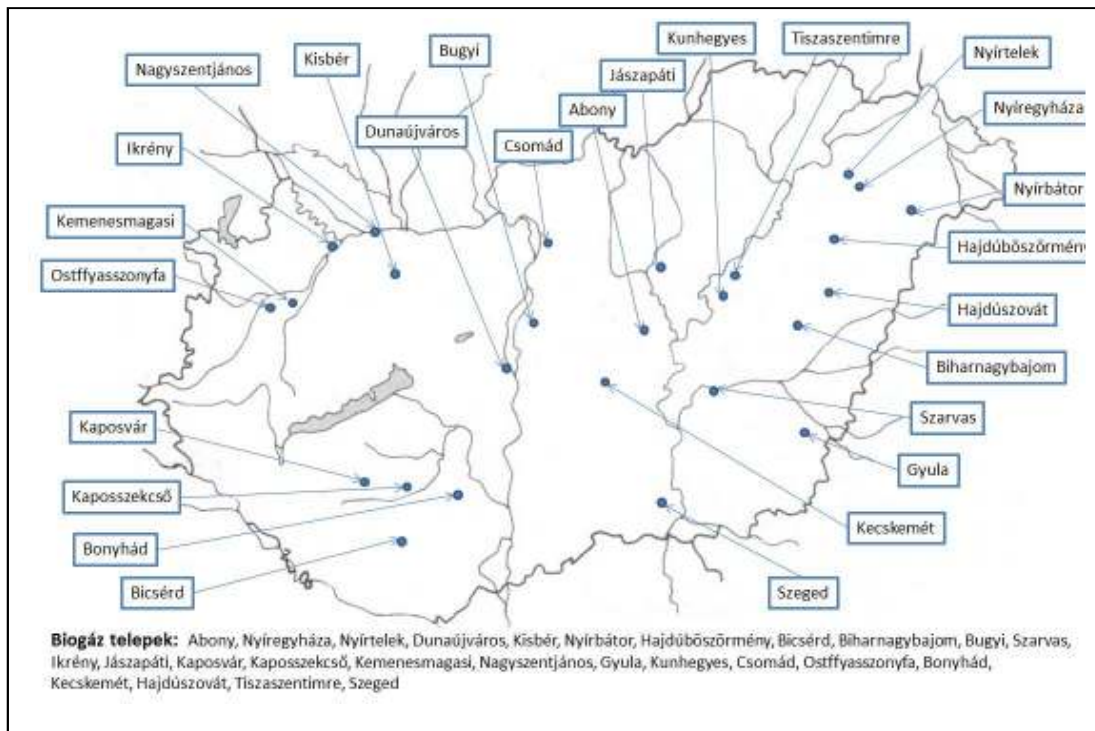 Kunhegyes
Tiszaszentimre
Bugyi
Nyírtelek
Kisbér
Nagyszentjános
Jászapáti
Nyíregyháza
Abony
Dunaújváros
Csomád
Ikrény
Nyírbátor
Kemenesmagasi
Hajdúböszörmény
Ostffyasszonyfa
Hajdúszovát
Biharnagybajom
Szarvas
Kaposvár
Gyula
Kaposszekcső
Kecskemét
Bonyhád
Bicsérd
Szeged
Biogáz telepek: Abony, Nyíregyháza, Nyírtelek, Dunaújváros, Kisbér, Nyírbátor, Hajdúböszörmény, Bicsérd, Biharnagybajom, Bugyi, Szarvas,
Ikrény, Jászapáti, Kaposvár, Kaposszekcső, Kemenesmagasi, Nagyszentjános, Gyula, Kunhegyes, Csomád, Ostffyasszonyfa, Bonyhád,
Kecskemét, Hajdúszovát, Tiszaszentimre, Szeged